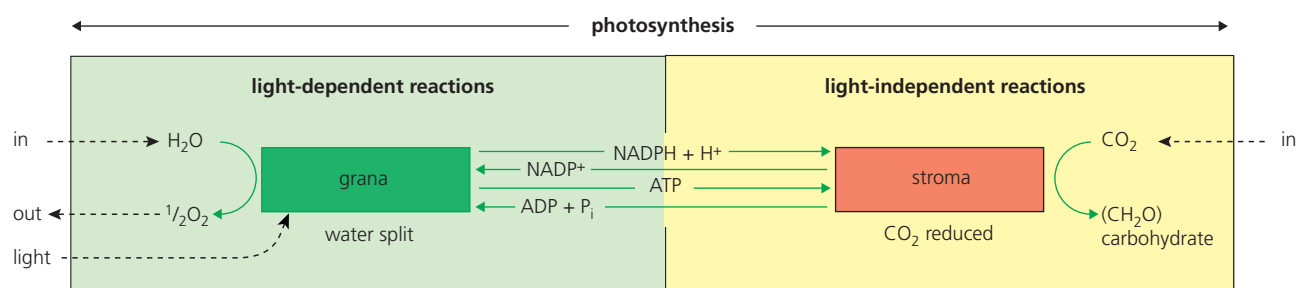 photosynthesis
light-dependent reactions
light-independent reactions
in
H₂O
NADPH + H⁺
CO₂
in
NADP⁺
grana
ATP
stroma
out
¹/₂O₂
ADP + Pᵢ
(CH₂O)
carbohydrate
water split
CO₂ reduced
light